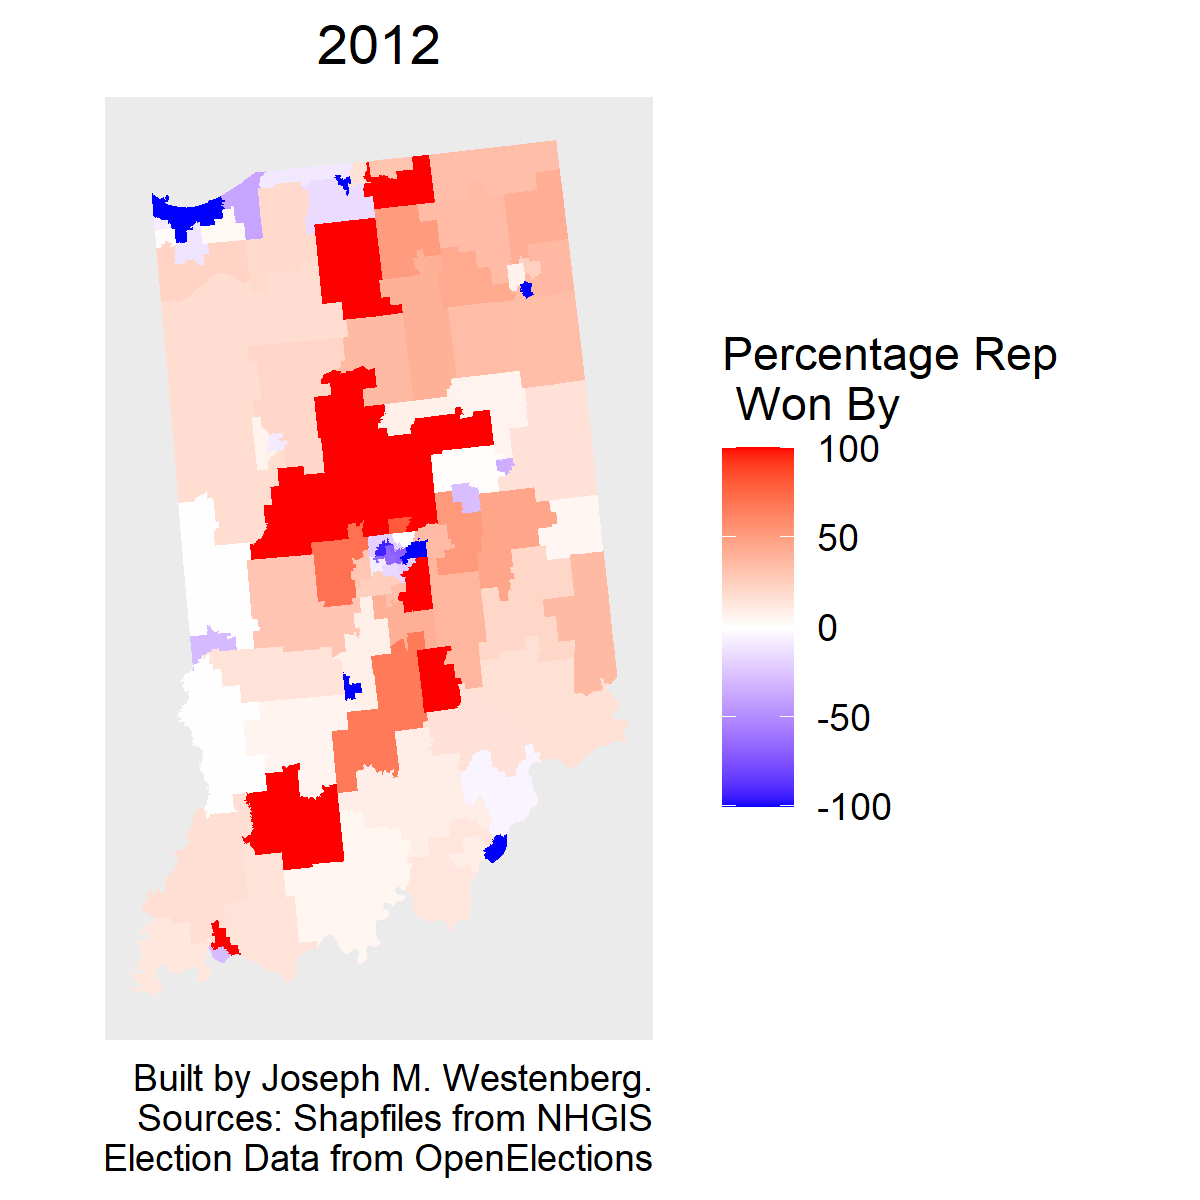 2012
Percentage Rep
Won By
100
50
0
-50
-100
Built by Joseph M. Westenberg.
Sources: Shapfiles from NHGIS
Election Data from OpenElections